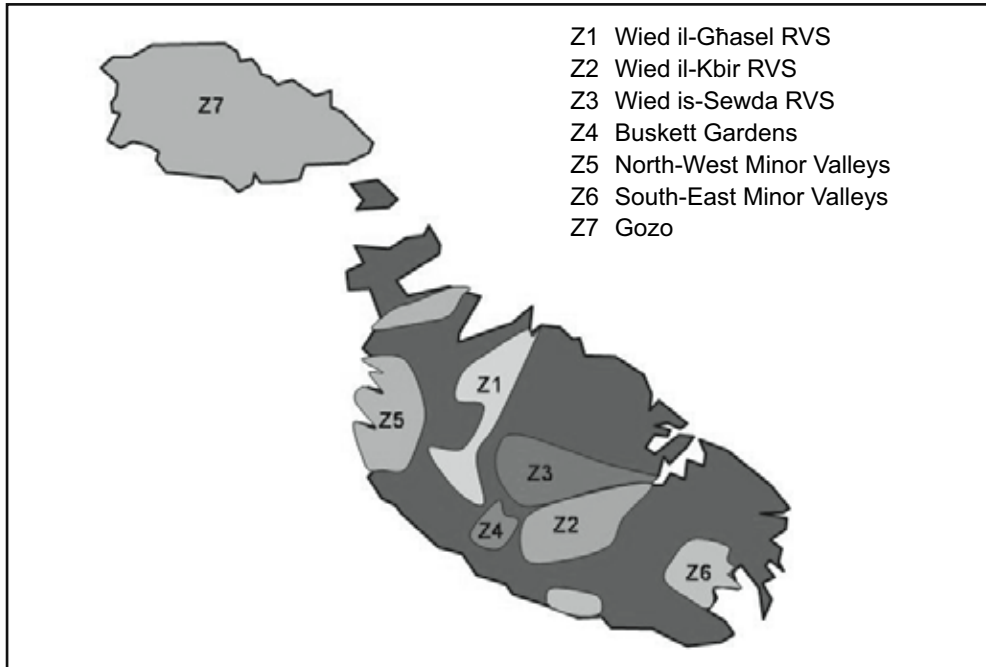 Z1 Wied il-Għasel RVS
Z2 Wied il-Kbir RVS
Z3 Wied is-Sewda RVS
Z4 Buskett Gardens
Z5 North-West Minor Valleys
Z6 South-East Minor Valleys
Z7 Gozo
Z7
Z1
Z5
Z3
Z4
Z2
Z6